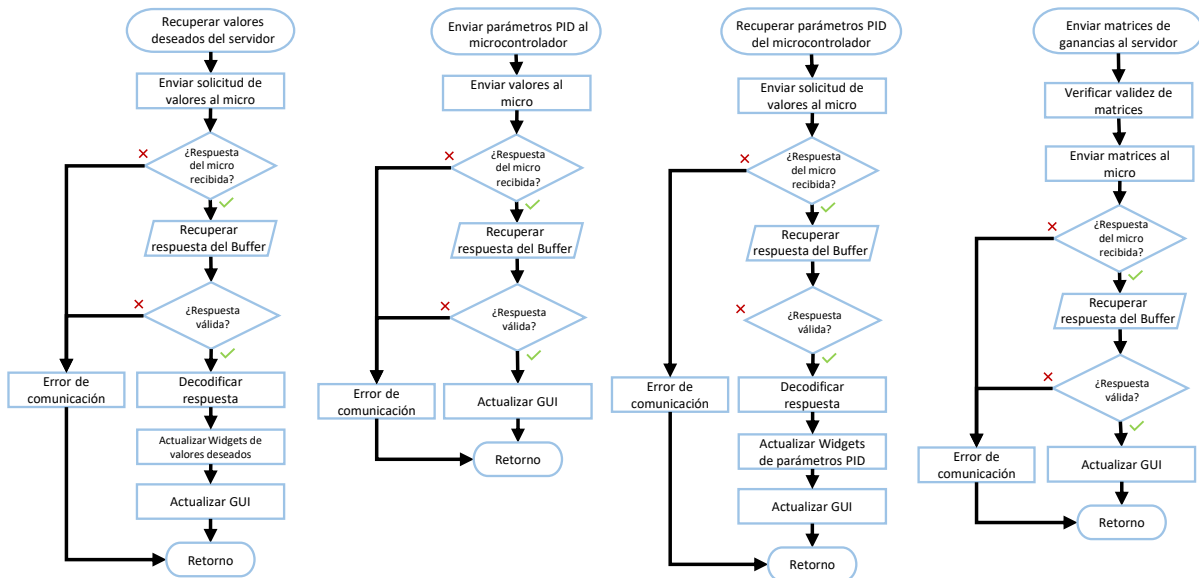 Recuperar valores
deseados del servidor
Enviar solicitud de
valores al micro
¿Respuesta
del micro
recibida?
Recuperar
respuesta del Buffer
¿Respuesta
válida?
Error de
comunicación
Decodificar
respuesta
Actualizar Widgets de
valores deseados
Actualizar GUI
Retorno
Enviar parámetros PID al
microcontrolador
Enviar valores al
micro
¿Respuesta
del micro
recibida?
Recuperar
respuesta del Buffer
¿Respuesta
válida?
Error de
comunicación
Actualizar GUI
Retorno
Recuperar parámetros PID
del microcontrolador
Enviar solicitud de
valores al micro
¿Respuesta
del micro
recibida?
Recuperar
respuesta del Buffer
¿Respuesta
válida?
Error de
comunicación
Decodificar
respuesta
Actualizar Widgets
de parámetros PID
Actualizar GUI
Retorno
Enviar matrices de
ganancias al servidor
Verificar validez de
matrices
Enviar matrices al
micro
¿Respuesta
del micro
recibida?
Recuperar
respuesta del Buffer
¿Respuesta
válida?
Error de
comunicación
Actualizar GUI
Retorno